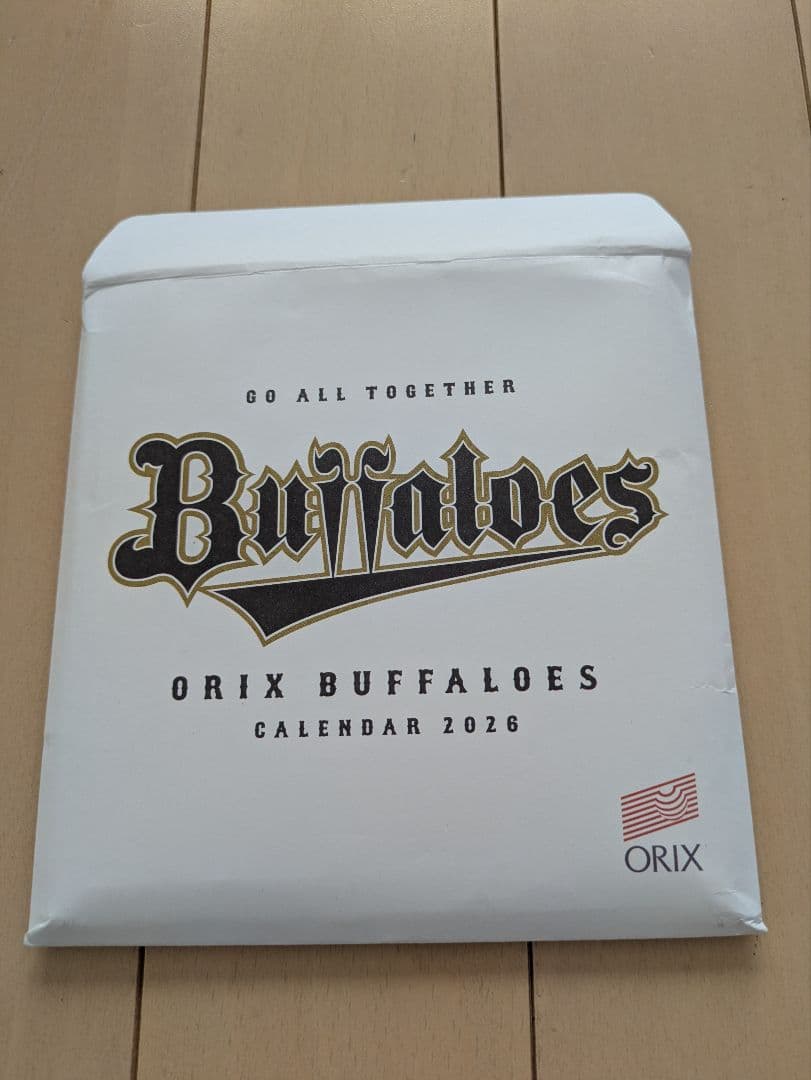 GO ALL TOGETHER
Buffaloes
ORIX BUFFALOES
CALENDAR 2026
ORIX